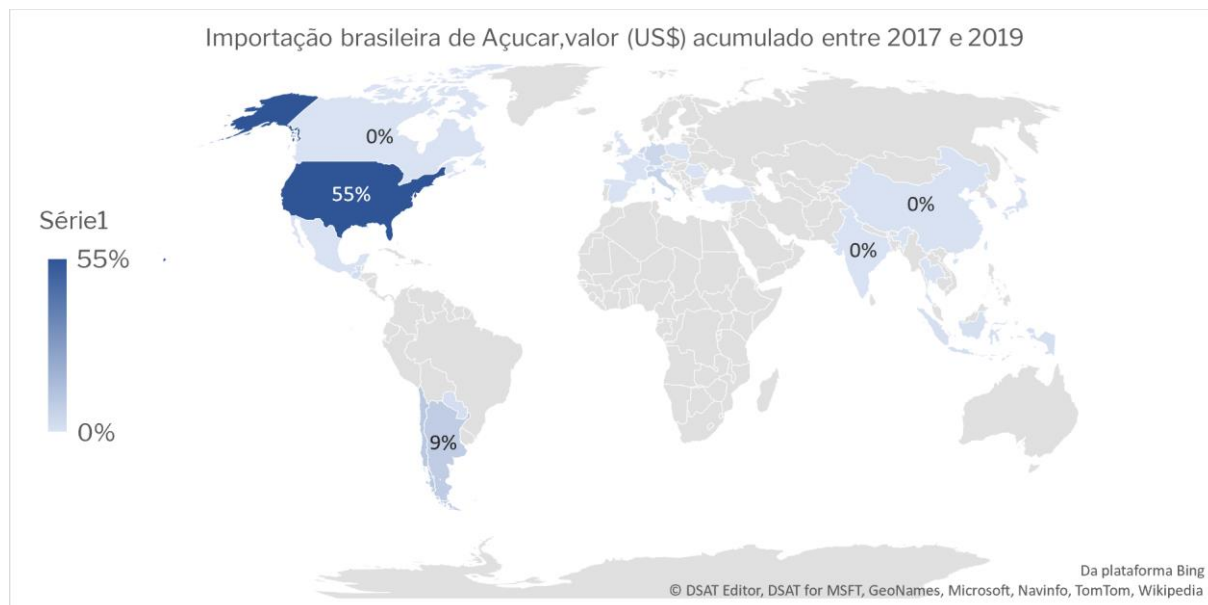 Importação brasileira de Açucar,valor (US$) acumulado entre 2017 e 2019
0%
55%
0%
0%
Série1
55%
0%
9%
Da plataforma Bing
© DSAT Editor, DSAT for MSFT, GeoNames, Microsoft, Navinfo, TomTom, Wikipedia